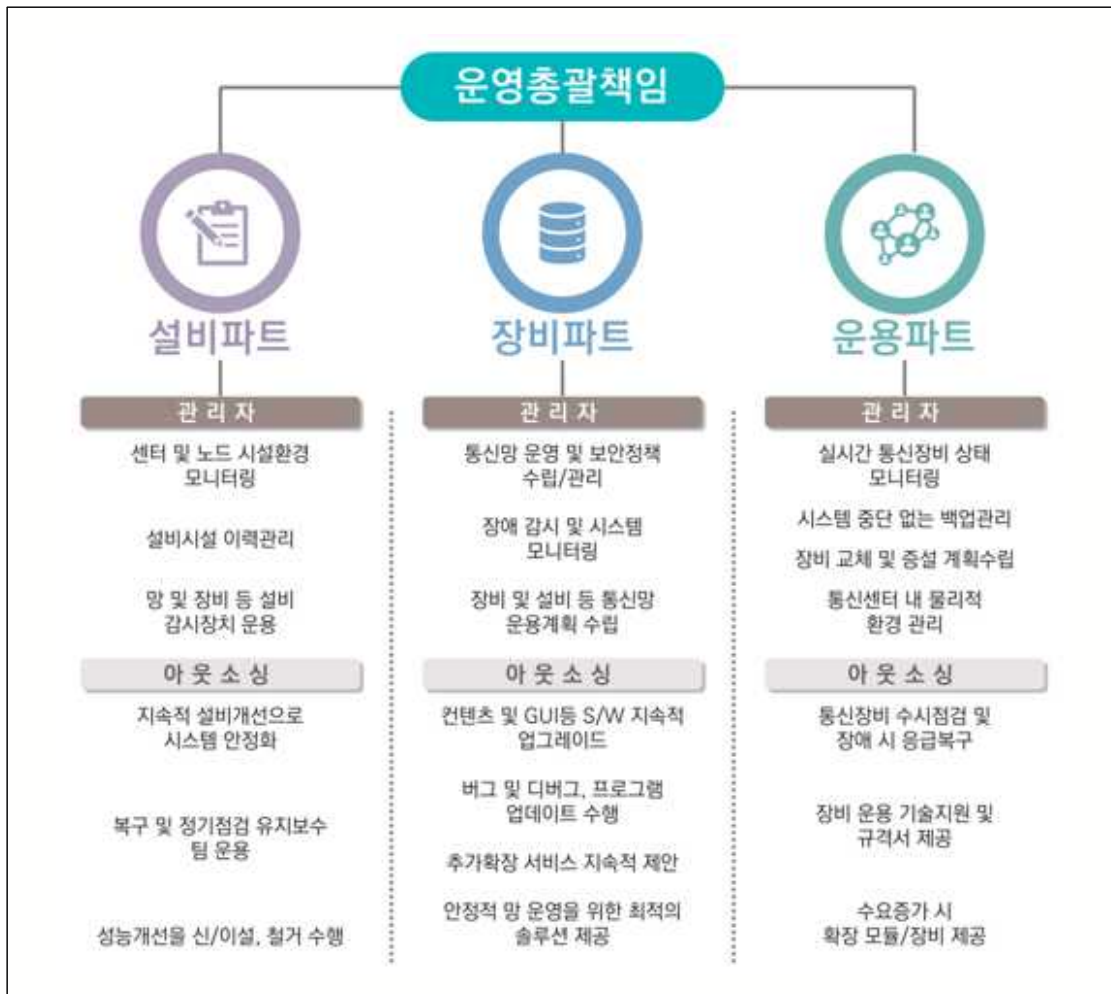 운영총괄책임
설비파트
관리자
센터 및 노드 시설환경
모니터링
설비시설 이력관리
망 및 장비 등 설비
감시장치 운용
아웃소싱
지속적 설비개선으로
시스템 안정화
복구 및 정기점검 유지보수
팀 운용
성능개선을 신/이설, 철거 수행
장비파트
관리자
통신망 운영 및 보안정책
수립/관리
장애 감시 및 시스템
모니터링
장비 및 설비 등 통신망
운용계획 수립
아웃소싱
컨텐츠 및 GUI등 S/W 지속적
업그레이드
버그 및 디버그, 프로그램
업데이트 수행
추가확장 서비스 지속적 제안
안정적 망 운영을 위한 최적의
솔루션 제공
운용파트
관리자
실시간 통신장비 상태
모니터링
시스템 중단 없는 백업관리
장비 교체 및 증설 계획수립
통신센터 내 물리적
환경 관리
아웃소싱
통신장비 수시점검 및
장애 시 응급복구
장비 운용 기술지원 및
규격서 제공
수요증가 시
확장 모듈/장비 제공